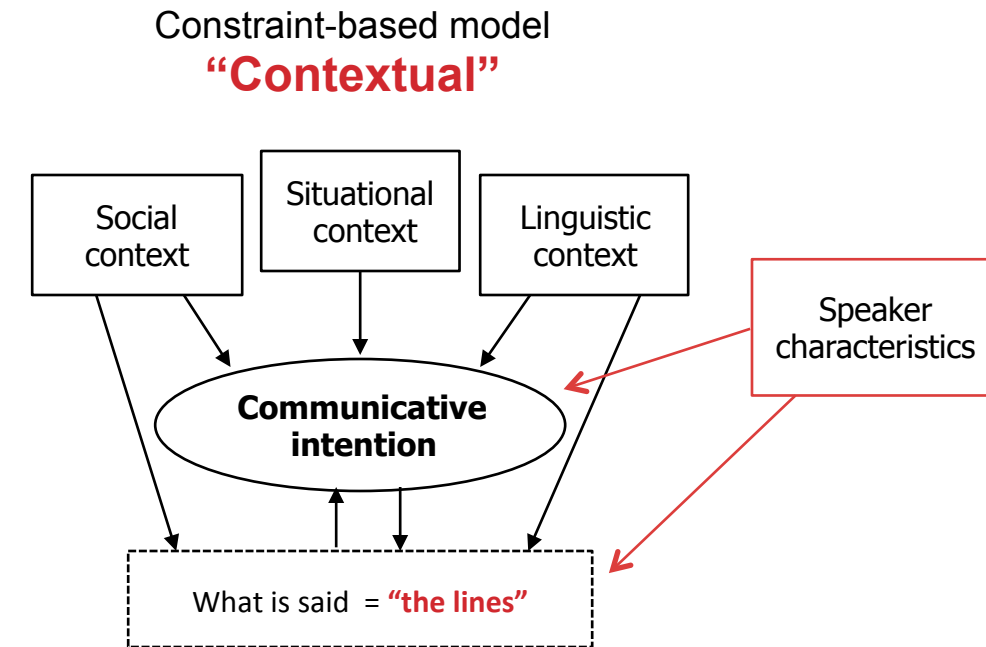 Constraint-based model
“Contextual”
Social
context
Situational
context
Linguistic
context
Speaker
characteristics
Communicative
intention
What is said = “the lines”